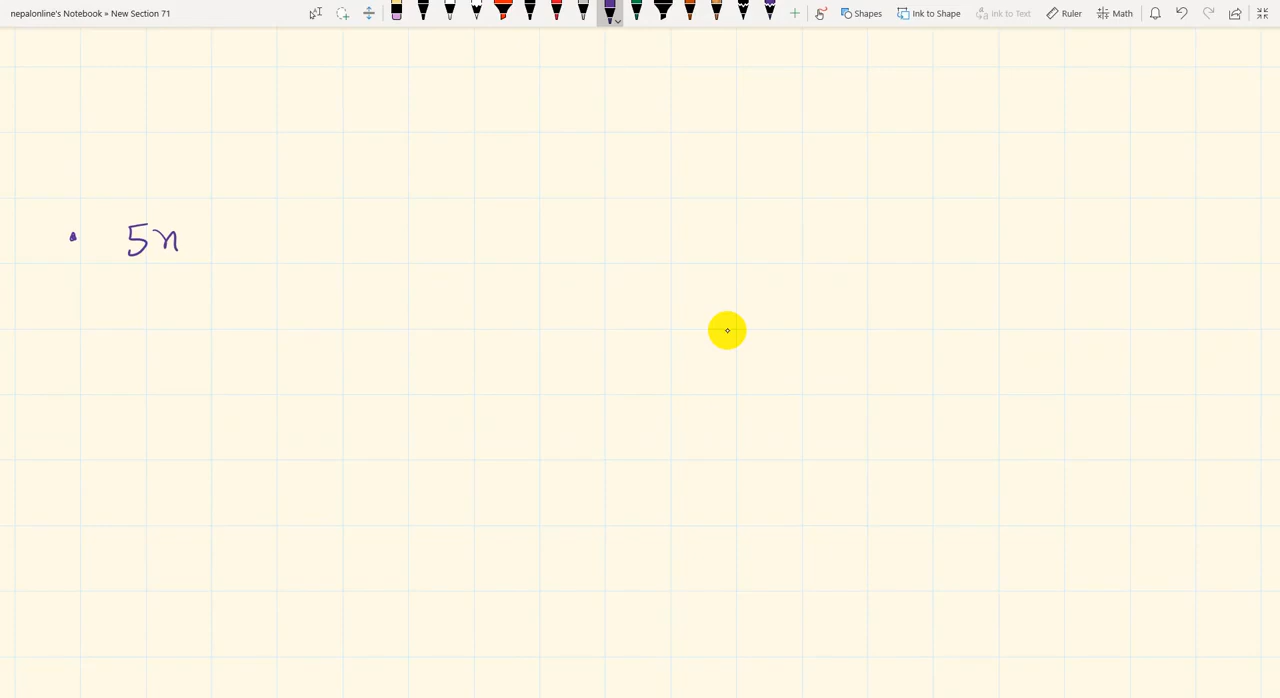 nepalonline's Notebook » New Section 71
Shapes
Ink to Shape
Ink to Text
Ruler
Math
• 5x